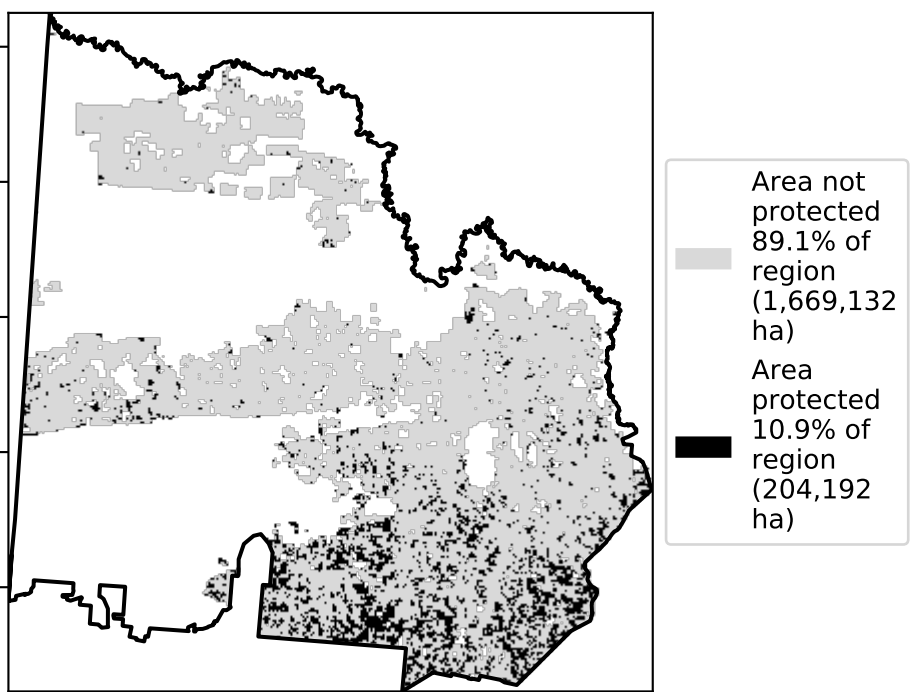 Area not
protected
89.1% of
region
(1,669,132
ha)
Area
protected
10.9% of
region
(204,192
ha)